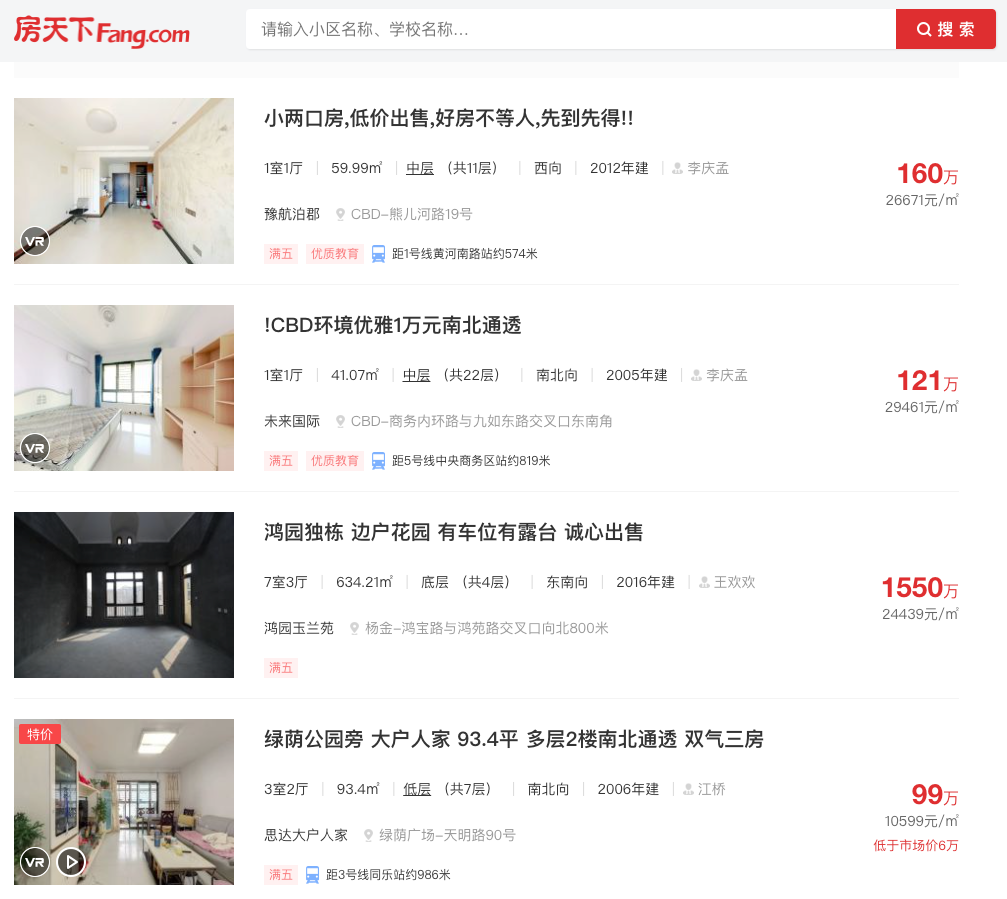 房天下Fang.com
请输入小区名称、学校名称... 搜索
小两口房,低价出售,好房不等人,先到先得!!
1室1厅 59.99㎡ 中层 (共11层) 西向 2012年建 李庆孟
160万
26671元/㎡
豫航泊郡 CBD-熊儿河路19号
满五 优质教育 距1号线黄河南路站约574米
VR
!CBD环境优雅1万元南北通透
1室1厅 41.07㎡ 中层 (共22层) 南北向 2005年建 李庆孟
121万
29461元/㎡
未来国际 CBD-商务内环路与九如东路交叉口东南角
满五 优质教育 距5号线中央商务区站约819米
VR
鸿园独栋 边户花园 有车位有露台 诚心出售
7室3厅 634.21㎡ 底层 (共4层) 东南向 2016年建 王欢欢
1550万
24439元/㎡
鸿园玉兰苑 杨金-鸿宝路与鸿苑路交叉口向北800米
满五
特价
绿荫公园旁 大户人家 93.4平 多层2楼南北通透 双气三房
3室2厅 93.4㎡ 低层 (共7层) 南北向 2006年建 江桥
99万
10599元/㎡
低于市场价6万
思达大户人家 绿荫广场-天明路90号
满五 距3号线同乐站约986米
VR